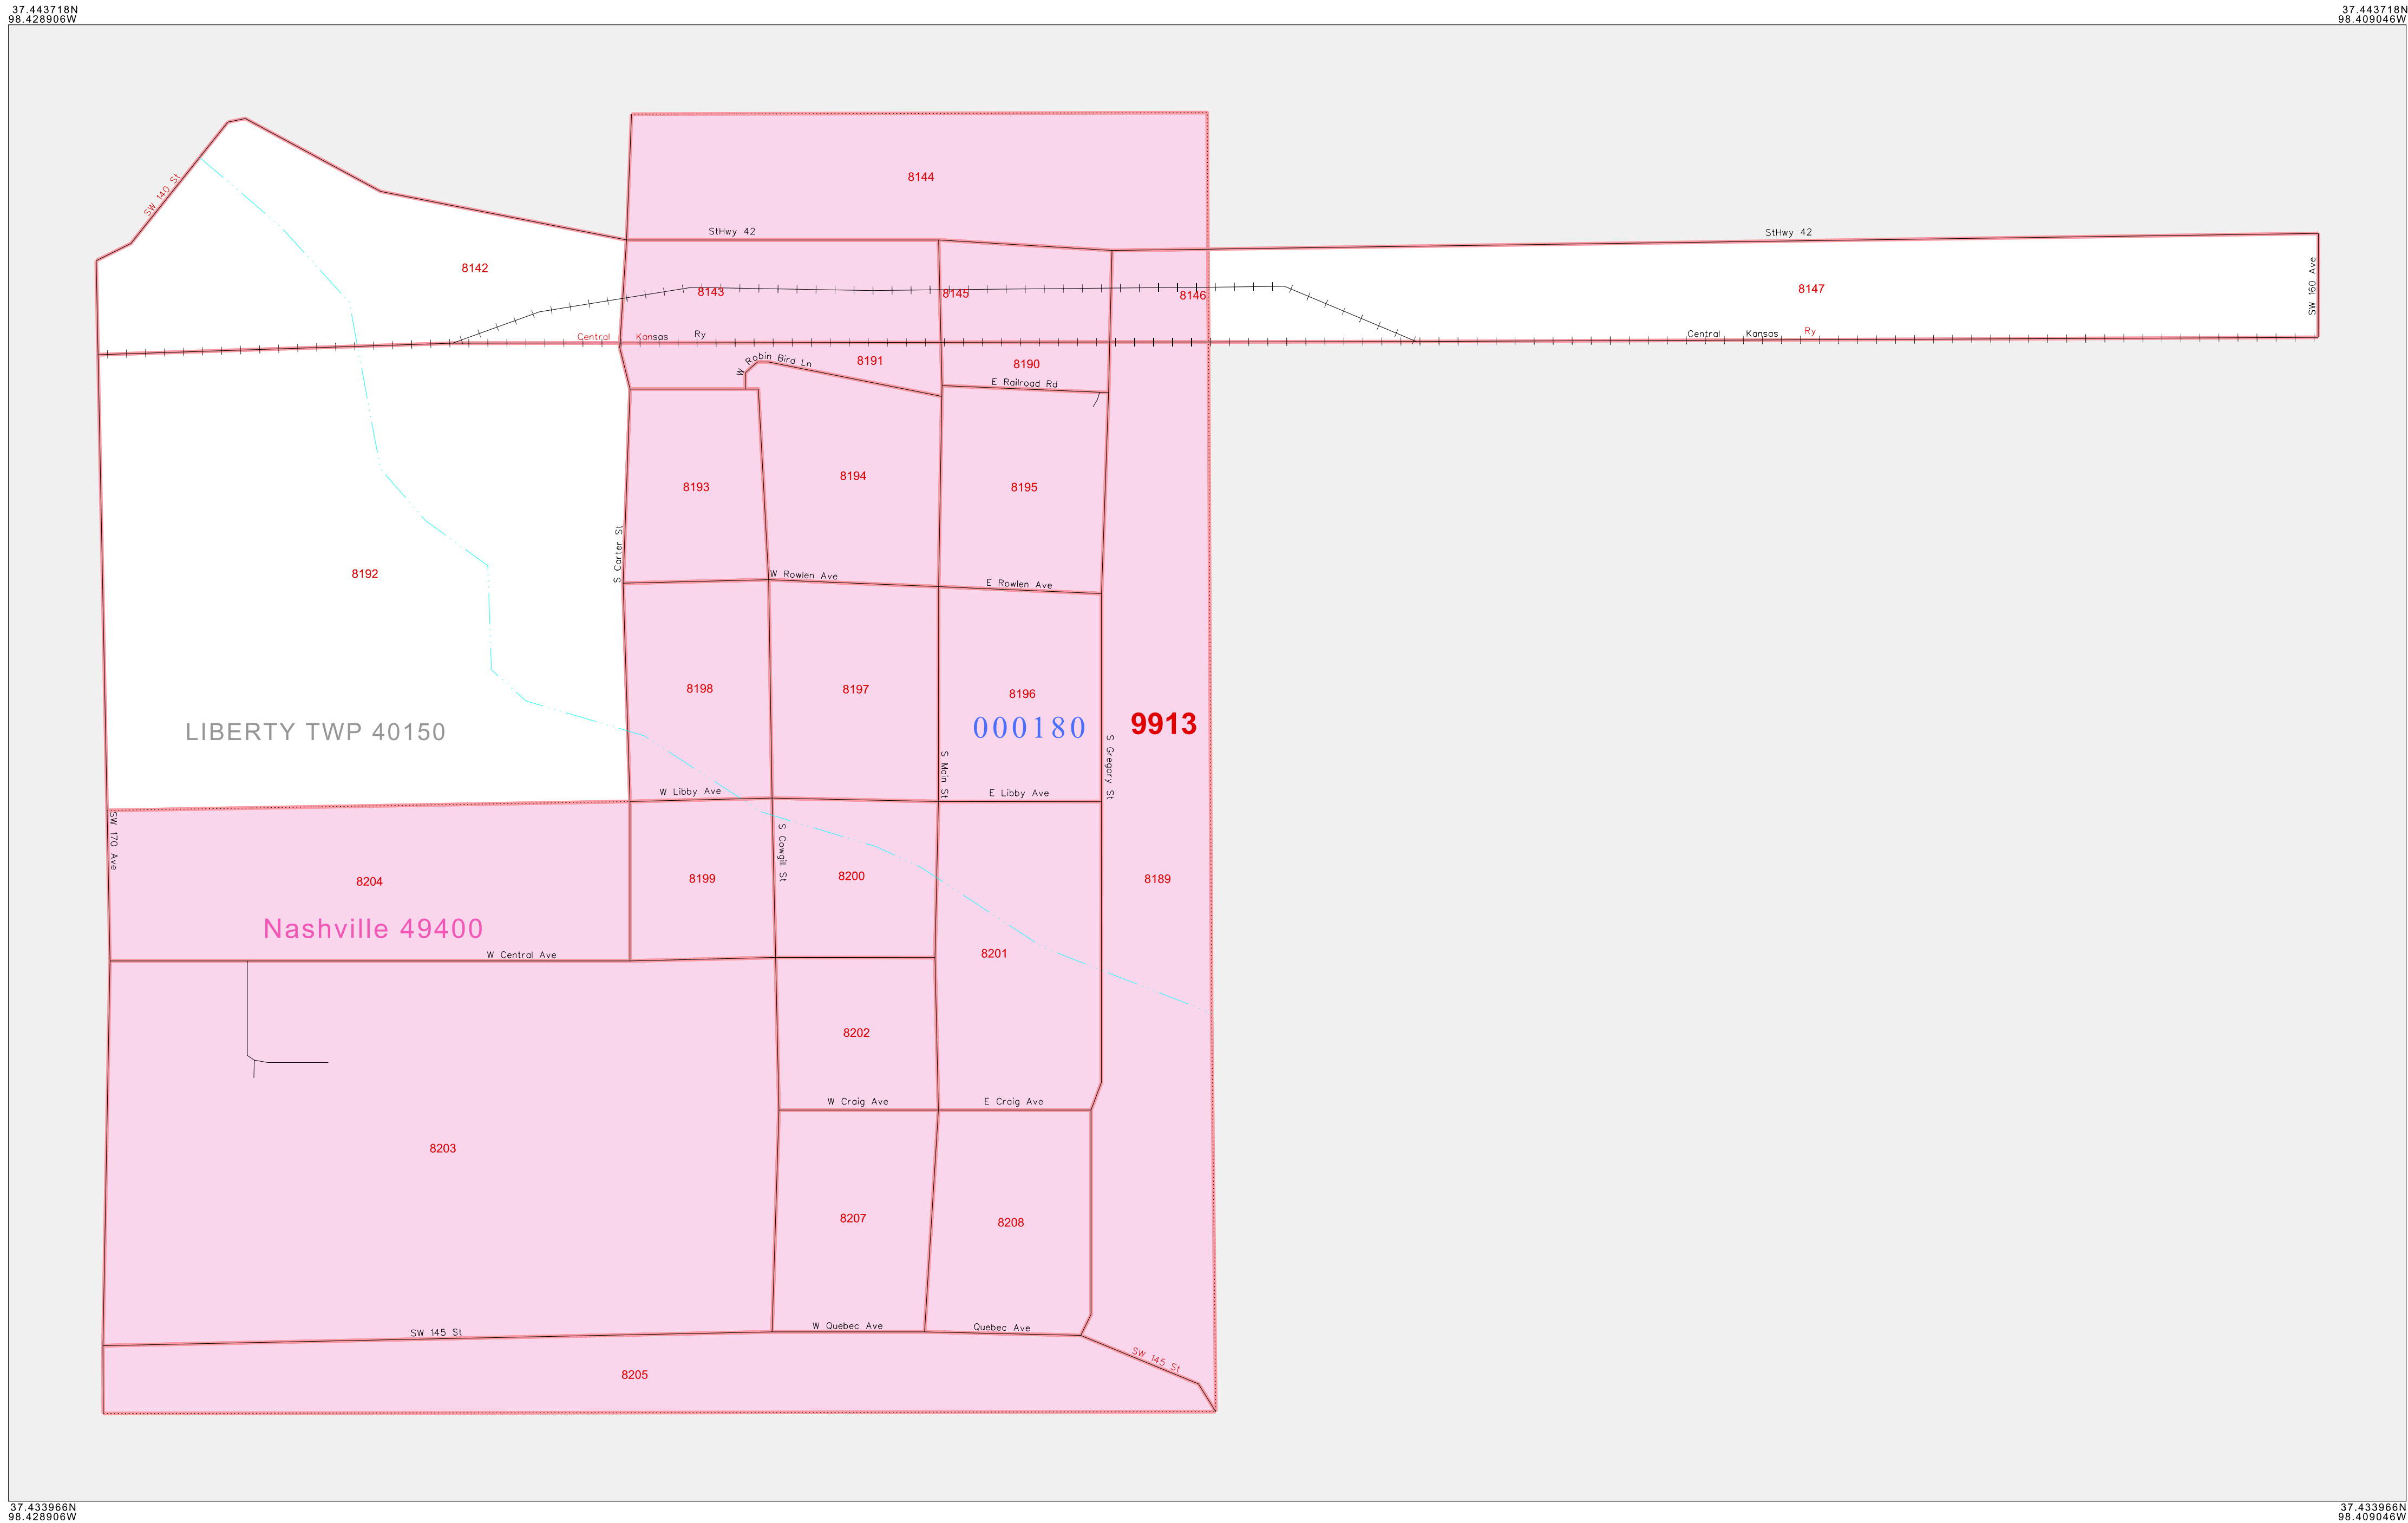 37.443718N
98.428906W
37.443718N
98.409046W
8144
SW 140 St
StHwy 42
StHwy 42
8142
8143
8145
8146
8147
SW 160 Ave
Central Kansas Ry
Central Kansas Ry
W Robin Bird Ln
8191
8190
E Railroad Rd
8193
8194
8195
S Carter St
8192
W Rowlen Ave
E Rowlen Ave
8198
8197
8196
LIBERTY TWP 40150
000180
9913
S Main St
S Gregory St
W Libby Ave
E Libby Ave
SW 170 Ave
S Cowgill St
8204
8199
8200
8189
Nashville 49400
W Central Ave
8201
8202
W Craig Ave
E Craig Ave
8203
8207
8208
SW 145 St
W Quebec Ave
Quebec Ave
SW 145 St
8205
37.433966N
98.428906W
37.433966N
98.409046W